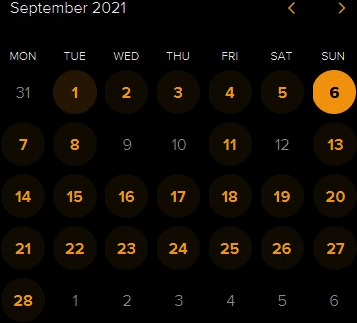 September 2021
MON TUE WED THU FRI SAT SUN
31 1 2 3 4 5 6
7 8 9 10 11 12 13
14 15 16 17 18 19 20
21 22 23 24 25 26 27
28 1 2 3 4 5 6